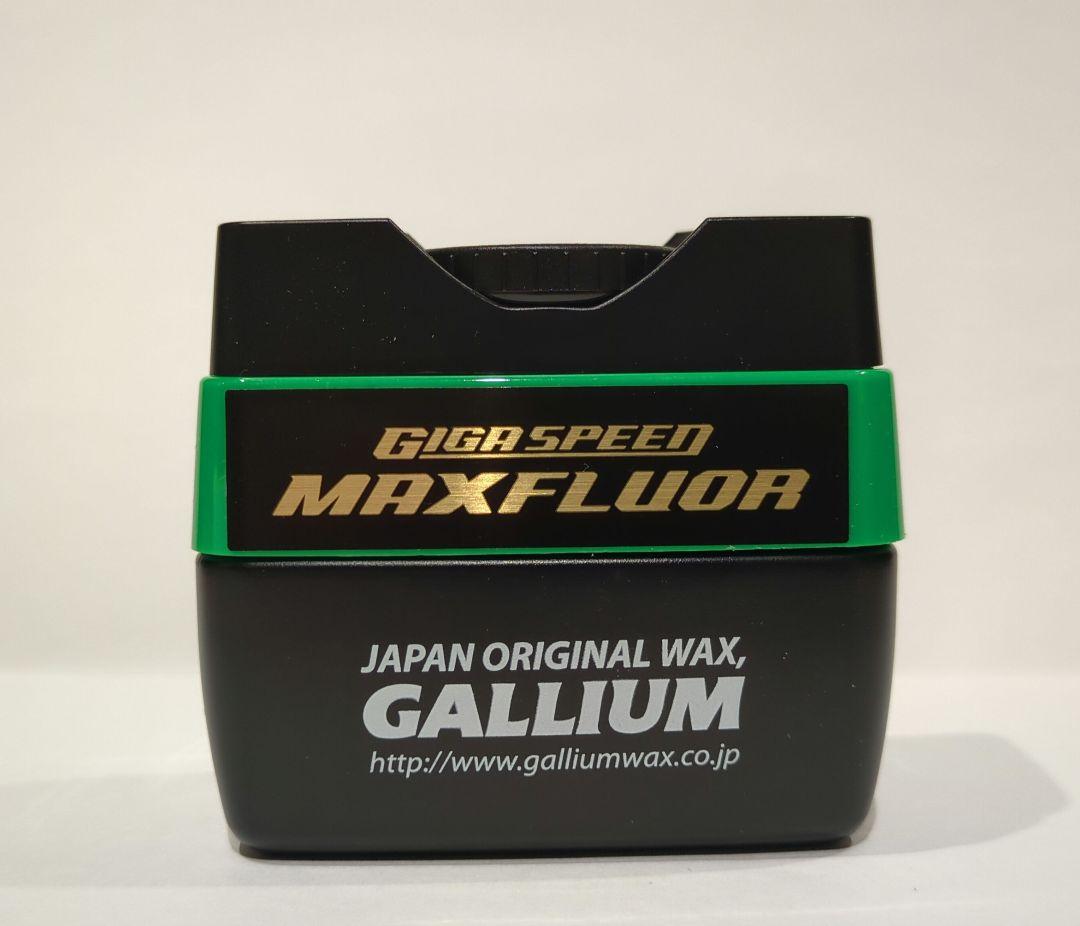 GIGA SPEED
MAXFLUOR
JAPAN ORIGINAL WAX,
GALLIUM
http://www.galliumwax.co.jp